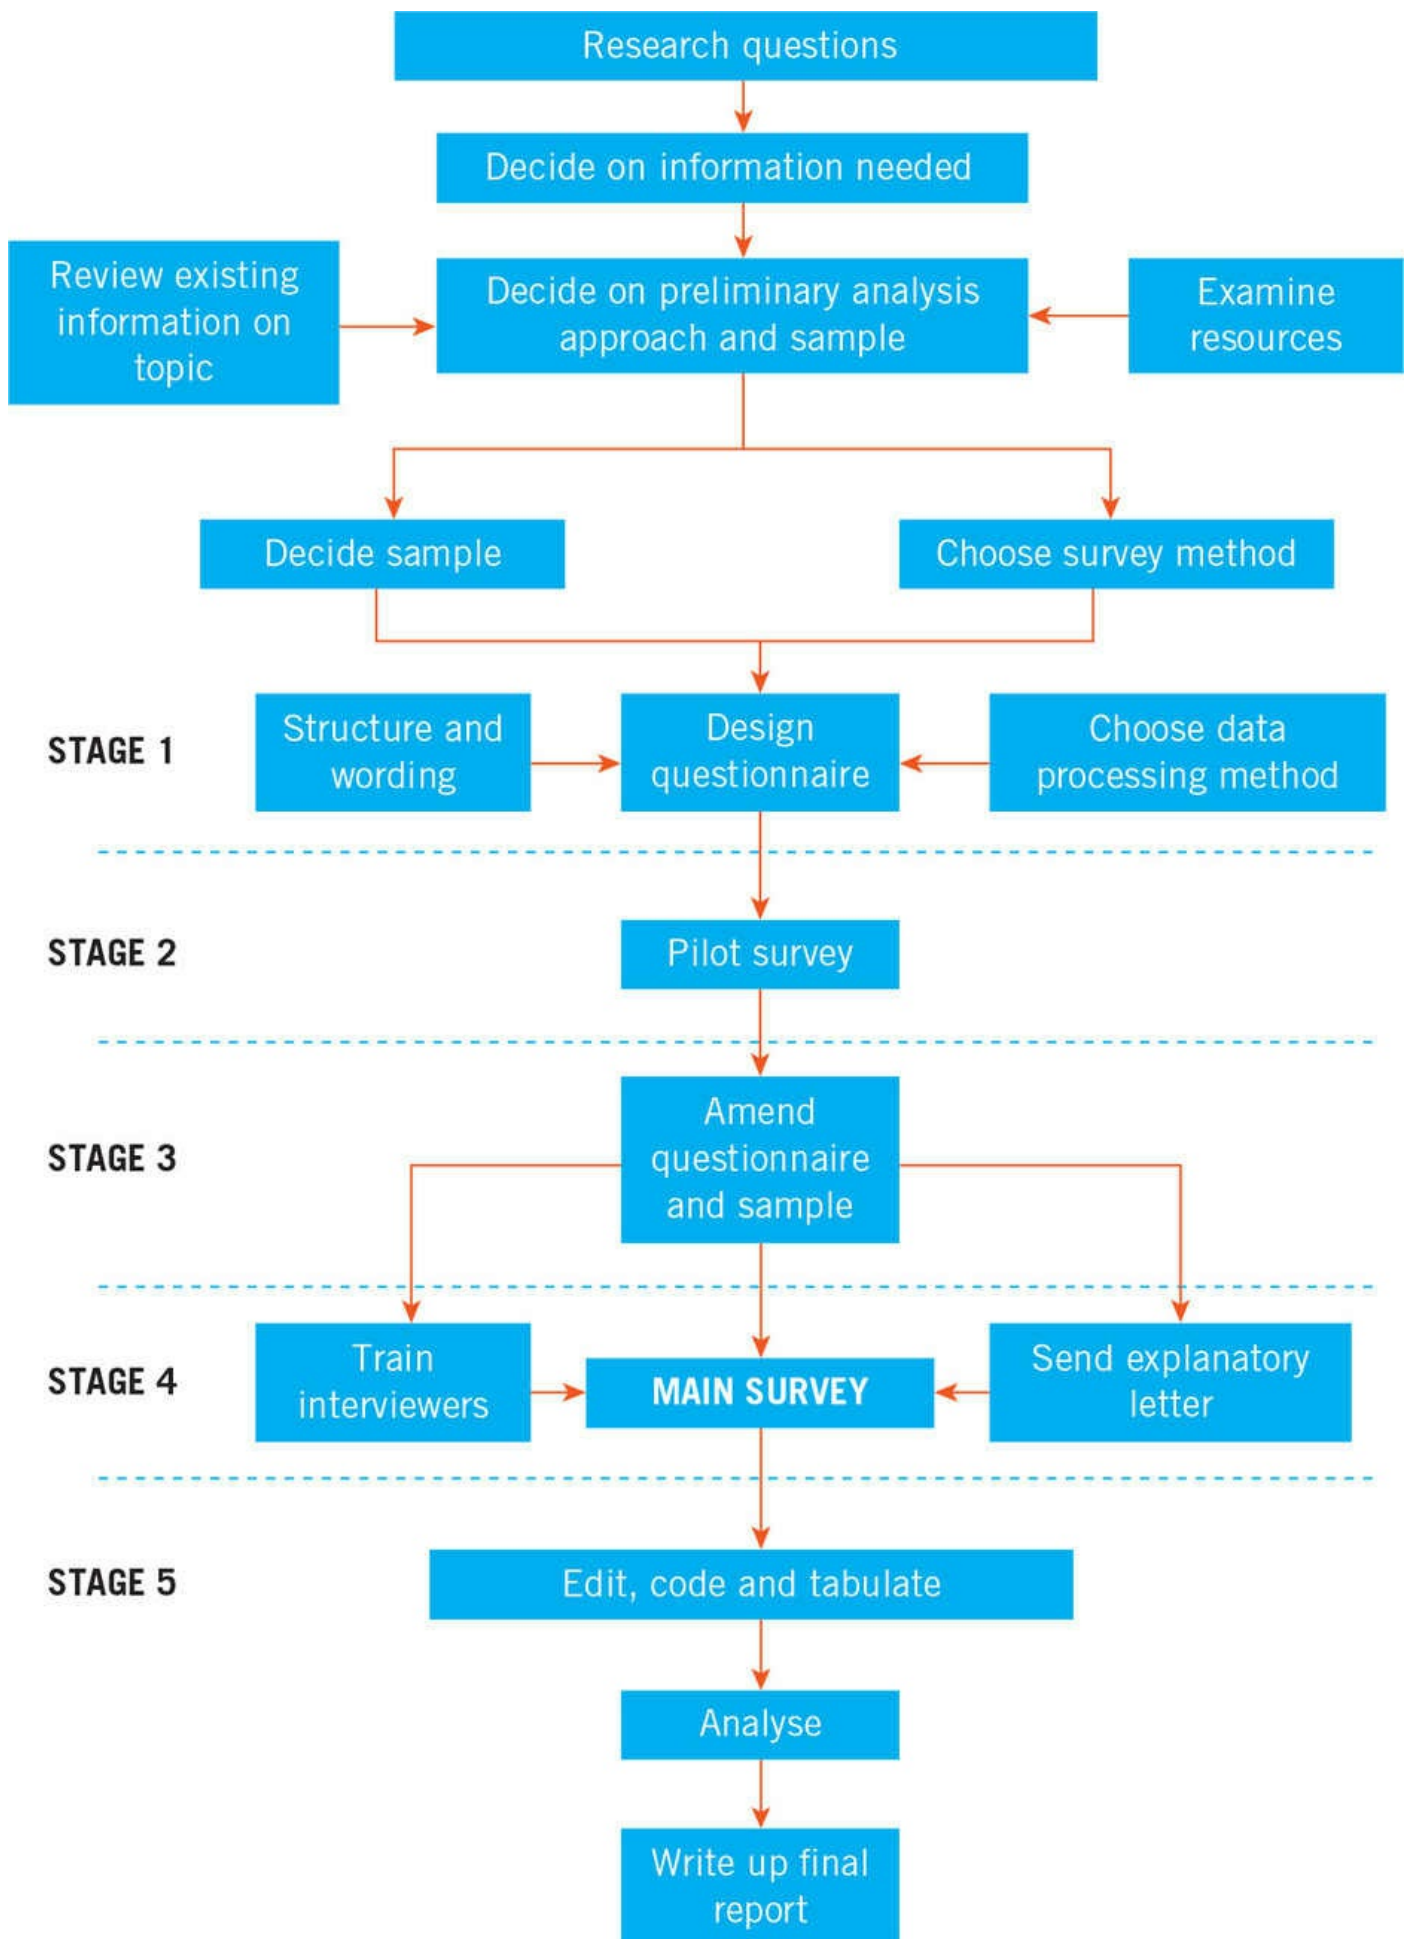 Research questions
Decide on information needed
Review existing
information on
topic
Decide on preliminary analysis
approach and sample
Examine
resources
Decide sample
Choose survey method
STAGE 1
Structure and
wording
Design
questionnaire
Choose data
processing method
STAGE 2
Pilot survey
STAGE 3
Amend
questionnaire
and sample
STAGE 4
Train
interviewers
MAIN SURVEY
Send explanatory
letter
STAGE 5
Edit, code and tabulate
Analyse
Write up final
report